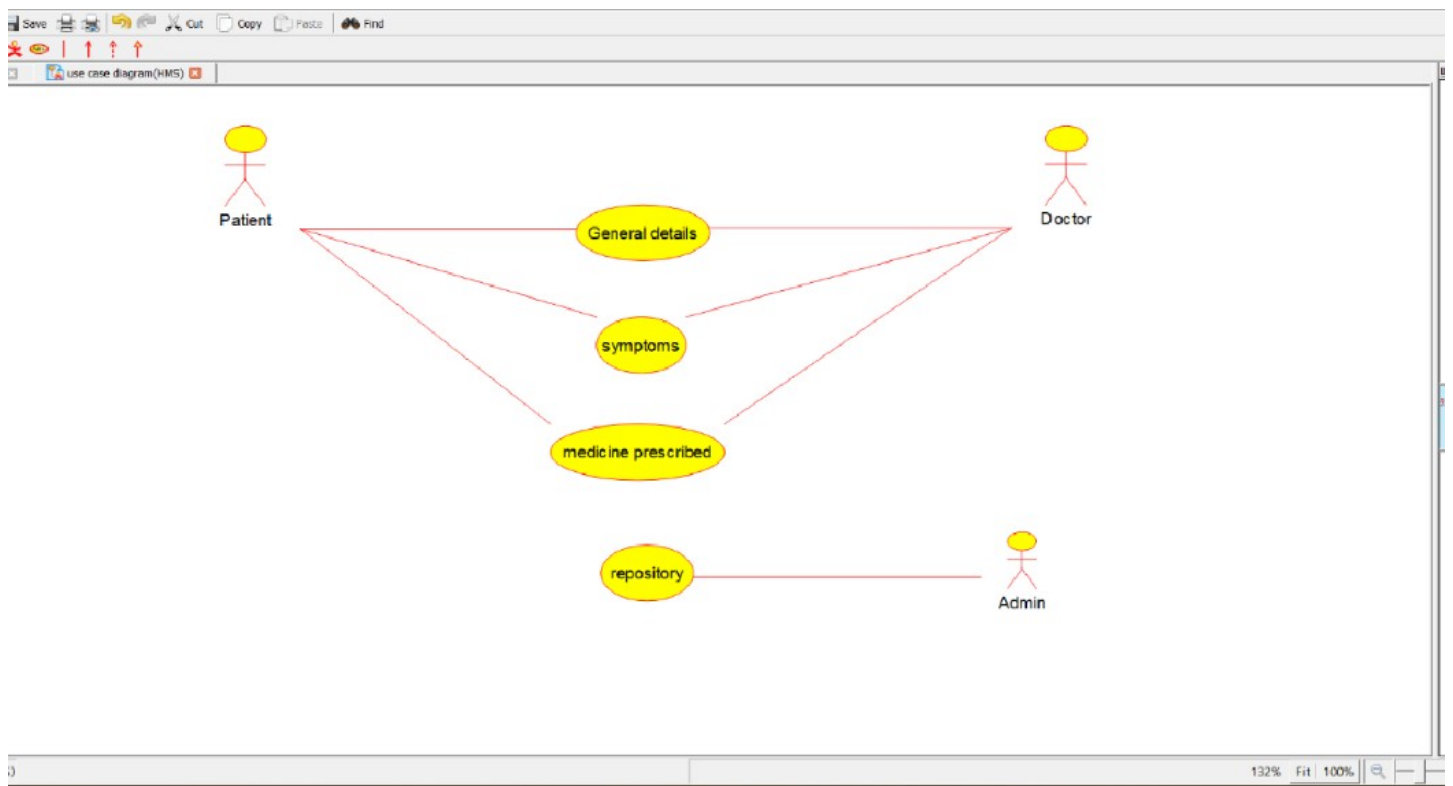 Save Cut Copy Paste Find
use case diagram(HMS)
Patient
Doctor
General details
symptoms
medicine prescribed
repository
Admin
132% Fit 100%